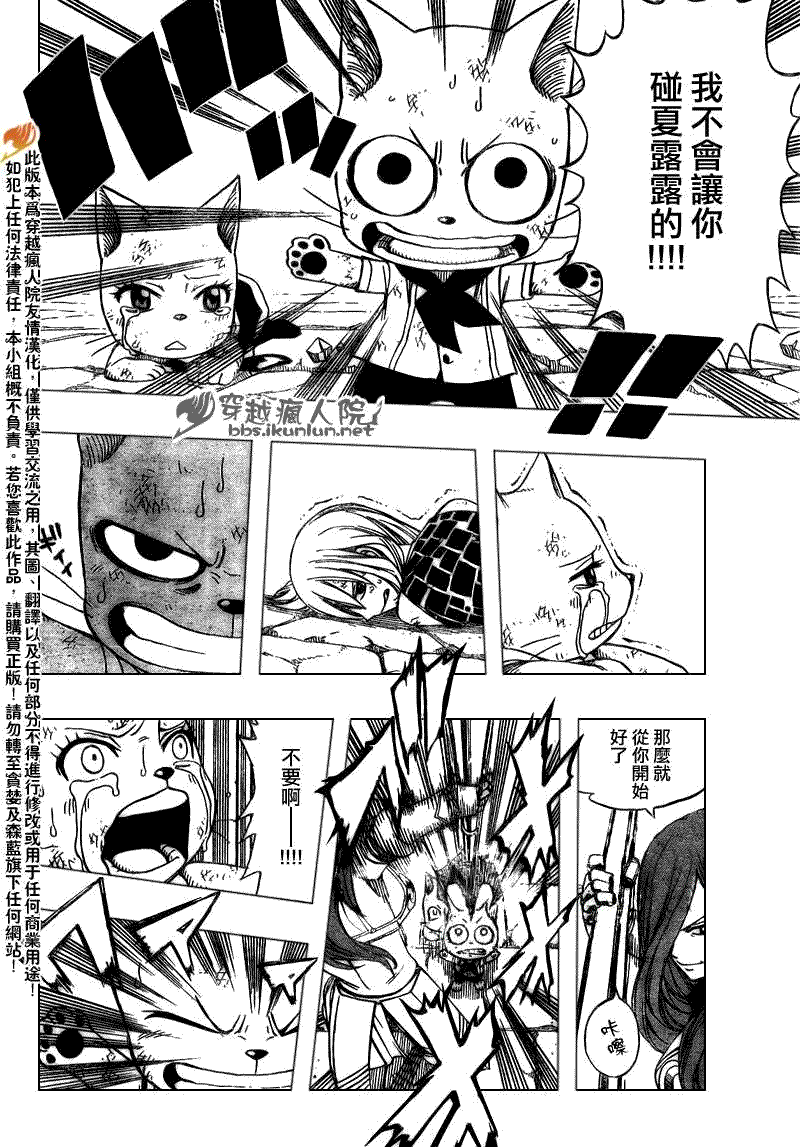 我不會讓你
碰夏露露的!!!!
穿越瘋人院
bbs.ikunlun.net
那麼就
從你開始
好了
咔嚓
不要啊——!!!!
此版本爲穿越瘋人院友情漢化，僅供學習交流之用，其圖、翻譯以及任何部分不得進行修改或用于任何商業用途！
如犯上任何法律責任，本小組概不負責。若您喜歡此作品，請購買正版！請勿轉至貪婪及森藍旗下任何網站！